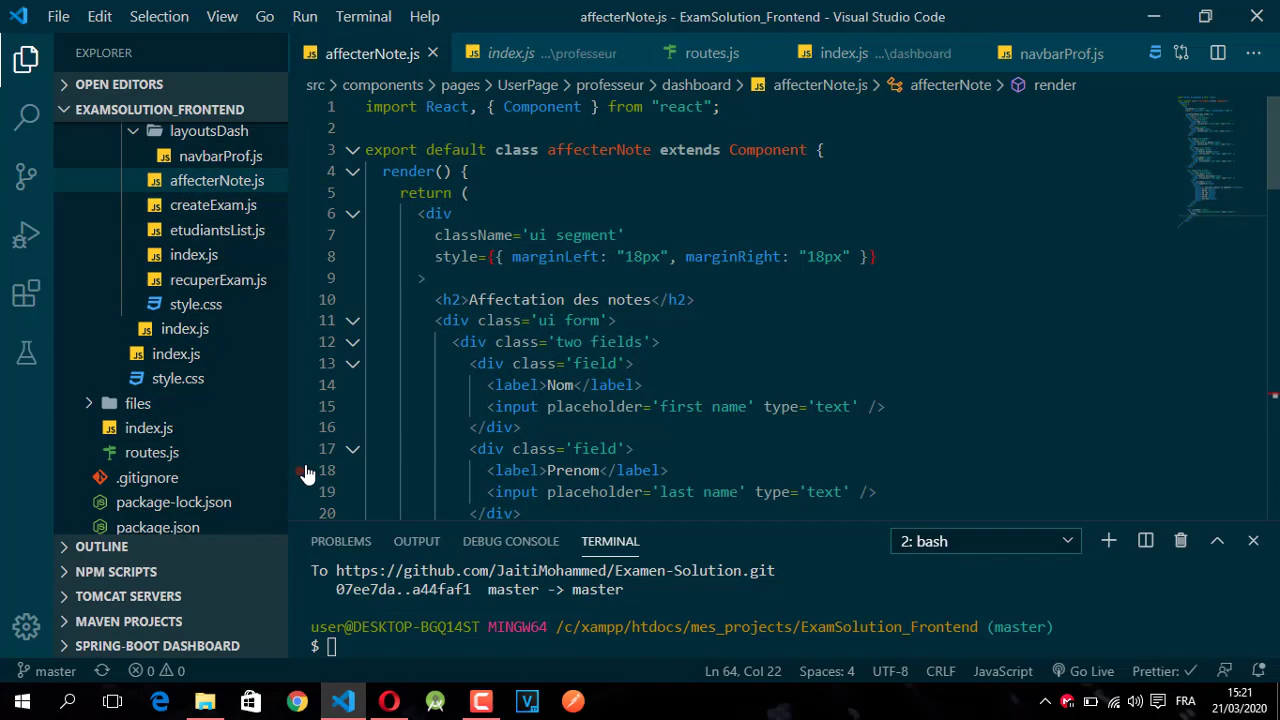 File Edit Selection View Go Run Terminal Help affecterNote.js - ExamSolution_Frontend - Visual Studio Code
EXPLORER
OPEN EDITORS
EXAMSOLUTION_FRONTEND
layoutsDash
navbarProf.js
affecterNote.js
createExam.js
etudiantsList.js
index.js
recuperExam.js
style.css
index.js
index.js
style.css
files
index.js
routes.js
.gitignore
package-lock.json
package.json
OUTLINE
NPM SCRIPTS
TOMCAT SERVERS
MAVEN PROJECTS
SPRING-BOOT DASHBOARD
affecterNote.js index.js ...\professeur routes.js index.js ...\dashboard navbarProf.js
src > components > pages > UserPage > professeur > dashboard > affecterNote.js > affecterNote > render
1 import React, { Component } from "react";
2
3 export default class affecterNote extends Component {
4 render() {
5 return (
6 <div
7 className='ui segment'
8 style={{ marginLeft: "18px", marginRight: "18px" }}
9 >
10 <h2>Affectation des notes</h2>
11 <div class='ui form'>
12 <div class='two fields'>
13 <div class='field'>
14 <label>Nom</label>
15 <input placeholder='first name' type='text' />
16 </div>
17 <div class='field'>
18 <label>Prenom</label>
19 <input placeholder='last name' type='text' />
20 </div>
PROBLEMS OUTPUT DEBUG CONSOLE TERMINAL 2: bash
To https://github.com/JaitiMohammed/Examen-Solution.git
07ee7da..a44faf1 master -> master
user@DESKTOP-BGQ14ST MINGW64 /c/xampp/htdocs/mes_projects/ExamSolution_Frontend (master)
$
master 0 0 Ln 64, Col 22 Spaces: 4 UTF-8 CRLF JavaScript Go Live Prettier:
FR
15:21
21/03/2020